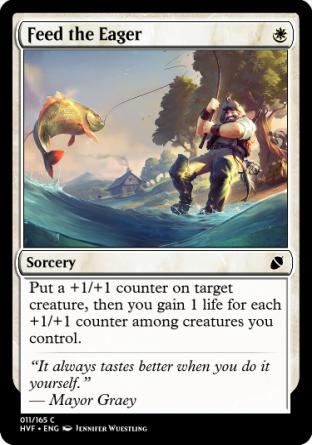 Feed the Eager
Sorcery
Put a +1/+1 counter on target
creature, then you gain 1 life for each
+1/+1 counter among creatures you
control.
“It always tastes better when you do it
yourself.”
— Mayor Graey
011/165 C
HVF • ENG Jennifer Wuestling